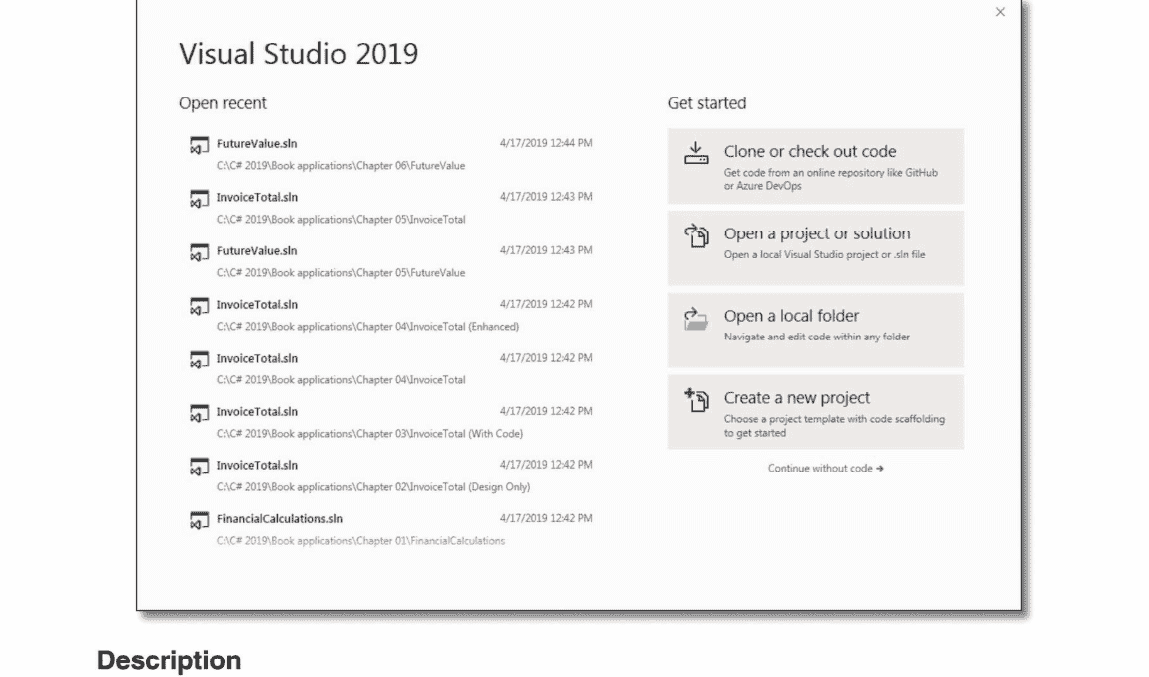 Visual Studio 2019
Open recent
FutureValue.sln 4/17/2019 12:44 PM
C:\C# 2019\Book applications\Chapter 06\FutureValue
InvoiceTotal.sln 4/17/2019 12:43 PM
C:\C# 2019\Book applications\Chapter 05\InvoiceTotal
FutureValue.sln 4/17/2019 12:43 PM
C:\C# 2019\Book applications\Chapter 05\FutureValue
InvoiceTotal.sln 4/17/2019 12:42 PM
C:\C# 2019\Book applications\Chapter 04\InvoiceTotal (Enhanced)
InvoiceTotal.sln 4/17/2019 12:42 PM
C:\C# 2019\Book applications\Chapter 04\InvoiceTotal
InvoiceTotal.sln 4/17/2019 12:42 PM
C:\C# 2019\Book applications\Chapter 03\InvoiceTotal (With Code)
InvoiceTotal.sln 4/17/2019 12:42 PM
C:\C# 2019\Book applications\Chapter 02\InvoiceTotal (Design Only)
FinancialCalculations.sln 4/17/2019 12:42 PM
C:\C# 2019\Book applications\Chapter 01\FinancialCalculations
Get started
Clone or check out code
Get code from an online repository like GitHub
or Azure DevOps
Open a project or solution
Open a local Visual Studio project or .sln file
Open a local folder
Navigate and edit code within any folder
Create a new project
Choose a project template with code scaffolding
to get started
Continue without code →
Description